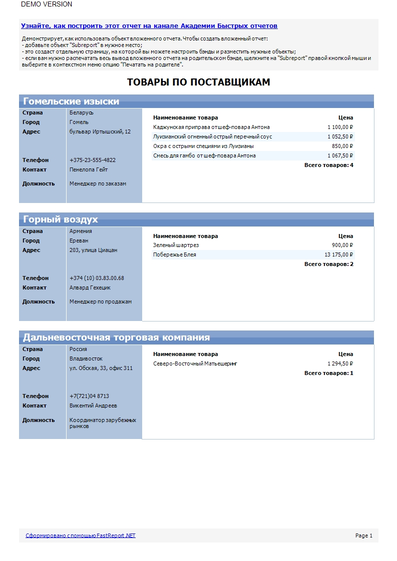 DEMO VERSION
Узнайте, как построить этот отчет на канале Академии Быстрых отчетов
Демонстрирует, как использовать объект вложенного отчета. Чтобы создать вложенный отчет:
- добавьте объект "Subreport" в нужное место;
- это создаст отдельную страницу, на которой вы можете настроить бэнды и разместить нужные объекты;
- если вам нужно распечатать весь вывод вложенного отчета на родительском бэнде, щелкните на "Subreport" правой кнопкой мыши и
выберите в контекстном меню опцию "Печатать на родителе".
ТОВАРЫ ПО ПОСТАВЩИКАМ
Гомельские изыски
Страна Беларусь
Город Гомель
Адрес бульвар Ирлышский, 12
Телефон +375-23-555-4822
Контакт Пенелопа Гейт
Должность Менеджер по заказам
Наименование товара Цена
Каджунская приправа от шеф-повара Антона 1 100,00 ₽
Луизианский огненный острый перечный соус 1 052,50 ₽
Окра с острыми специями из Луизианы 850,00 ₽
Смесь для гамбо от шеф-повара Антона 1 067,50 ₽
Всего товаров: 4
Горный воздух
Страна Армения
Город Ереван
Адрес 203, улица Циацан
Телефон +374 (10) 03.83.00.68
Контакт Алвард Гехецик
Должность Менеджер по продажам
Наименование товара Цена
Зеленый шартрез 900,00 ₽
Побережье Блея 13 175,00 ₽
Всего товаров: 2
Дальневосточная торговая компания
Страна Россия
Город Владивосток
Адрес ул. Обская, 33, офис 311
Телефон +7(721)04 8713
Контакт Викентий Андреев
Должность Координатор зарубежных
рынков
Наименование товара Цена
Северо-Восточный Матьешеринг 1 294,50 ₽
Всего товаров: 1
Сформировано с помощью FastReport .NET
Page 1